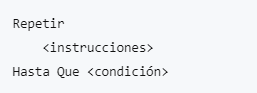 Repetir
    <instrucciones>
Hasta Que <condición>